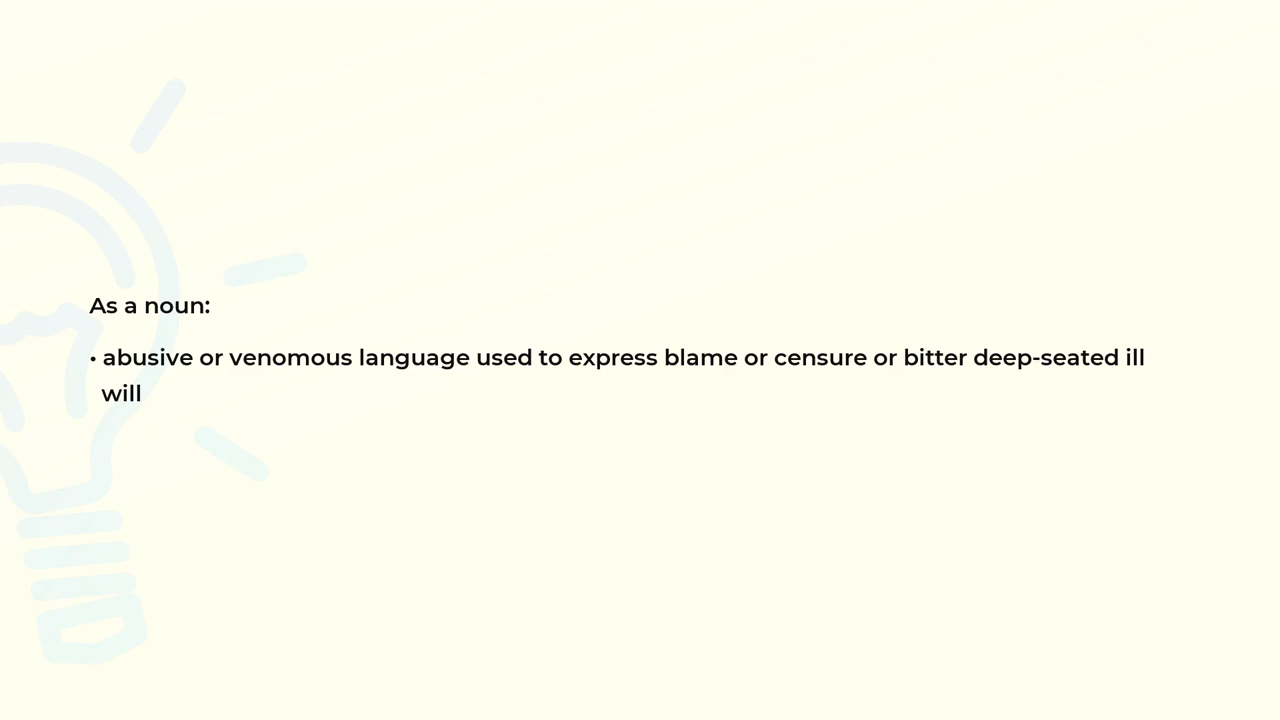 As a noun:
• abusive or venomous language used to express blame or censure or bitter deep-seated ill
will